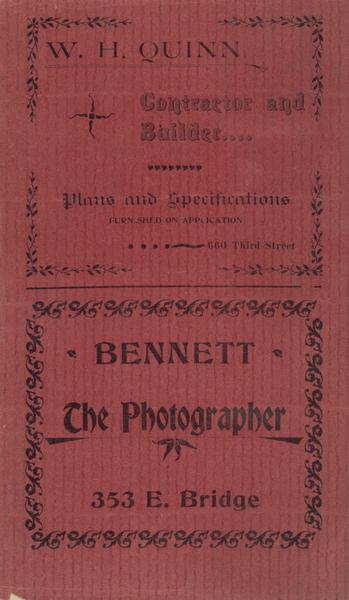 W. H. QUINN
Contractor and
Builder....
Plans and Specifications
FURNISHED ON APPLICATION
660 Third Street
BENNETT
The Photographer
353 E. Bridge